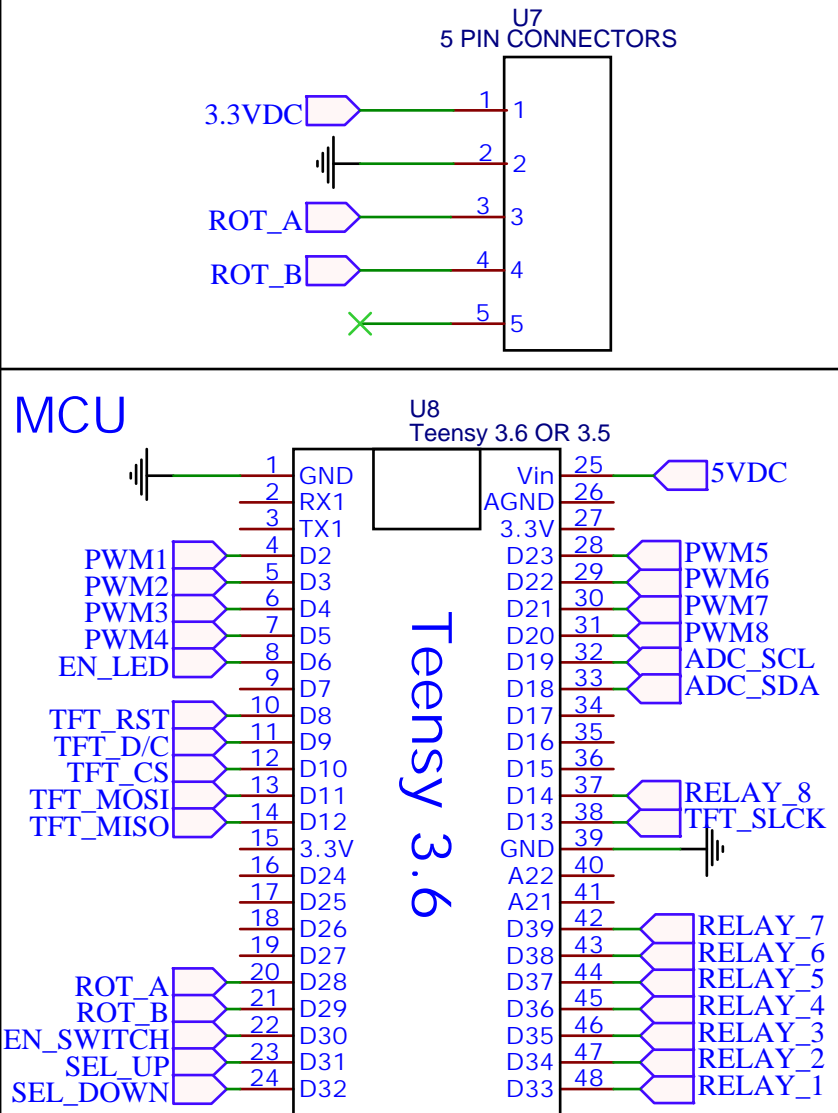 U7
5 PIN CONNECTORS
3.3VDC 1 1
2 2
ROT_A 3 3
ROT_B 4 4
5 5
MCU
U8
Teensy 3.6 OR 3.5
1 GND Vin 25 5VDC
2 RX1 AGND 26
3 TX1 3.3V 27
PWM1 4 D2 D23 28 PWM5
PWM2 5 D3 D22 29 PWM6
PWM3 6 D4 D21 30 PWM7
PWM4 7 D5 D20 31 PWM8
EN_LED 8 D6 D19 32 ADC_SCL
9 D7 D18 33 ADC_SDA
TFT_RST 10 D8 D17 34
TFT_D/C 11 D9 D16 35
TFT_CS 12 D10 D15 36
TFT_MOSI 13 D11 D14 37 RELAY_8
TFT_MISO 14 D12 D13 38 TFT_SLCK
15 3.3V GND 39
16 D24 A22 40
17 D25 A21 41
18 D26 D39 42 RELAY_7
19 D27 D38 43 RELAY_6
ROT_A 20 D28 D37 44 RELAY_5
ROT_B 21 D29 D36 45 RELAY_4
EN_SWITCH 22 D30 D35 46 RELAY_3
SEL_UP 23 D31 D34 47 RELAY_2
SEL_DOWN 24 D32 D33 48 RELAY_1
Teensy 3.6